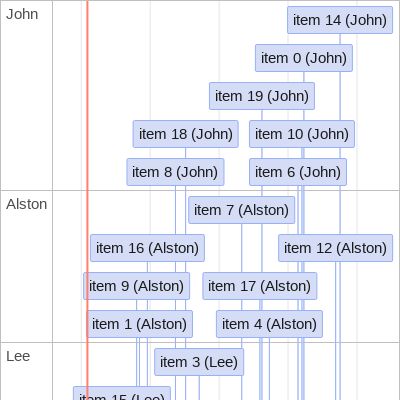 John
item 14 (John)
item 0 (John)
item 19 (John)
item 18 (John)
item 10 (John)
item 8 (John)
item 6 (John)
Alston
item 7 (Alston)
item 16 (Alston)
item 12 (Alston)
item 9 (Alston)
item 17 (Alston)
item 1 (Alston)
item 4 (Alston)
Lee
item 3 (Lee)
item 15 (Lee)